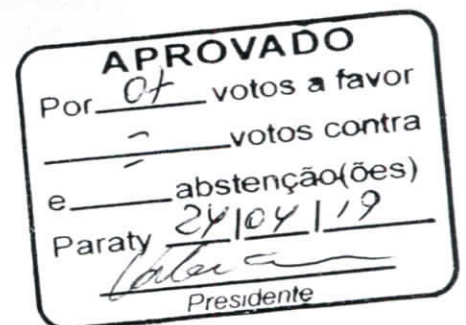 APROVADO
Por 07 votos a favor
- votos contra
e - abstenção(ões)
Paraty 24/04/19
Presidente